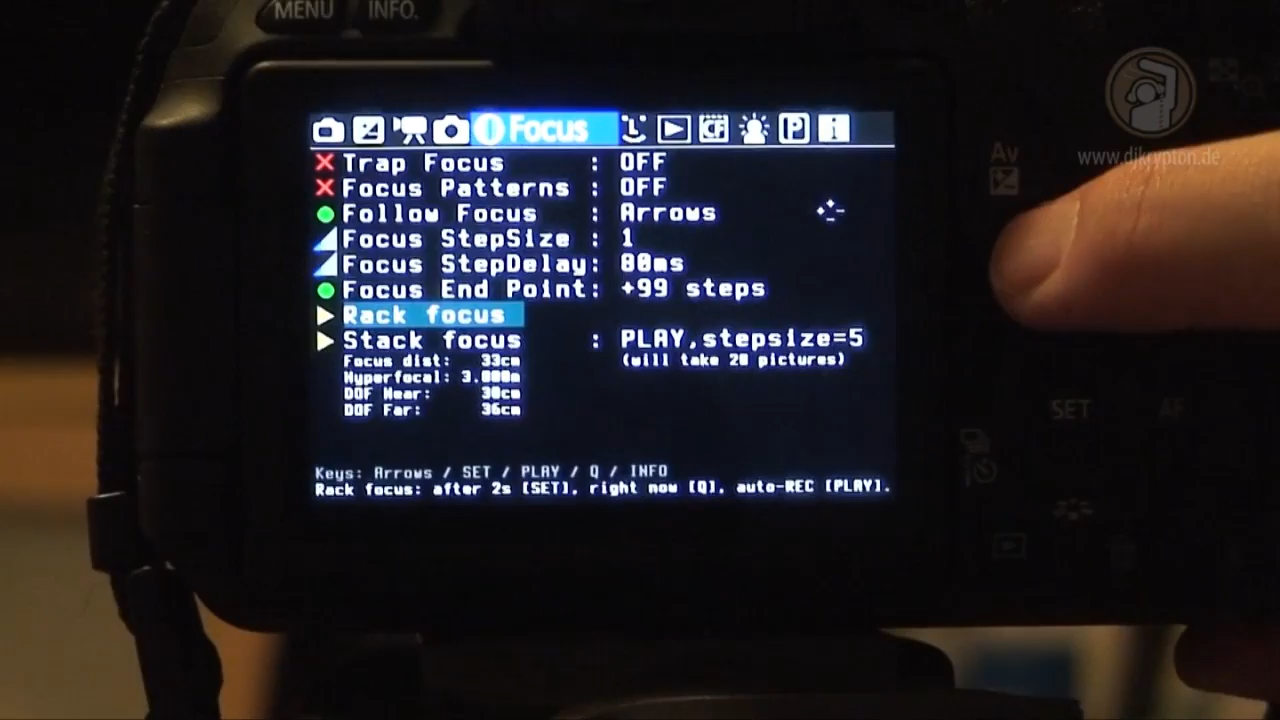 MENU INFO.
Focus
Trap Focus : OFF
Focus Patterns : OFF
Follow Focus : Arrows
Focus StepSize : 1
Focus StepDelay: 80ms
Focus End Point: +99 steps
Rack focus
Stack focus : PLAY,stepsize=5
(will take 20 pictures)
Focus dist: 33cm
Hyperfocal: 3.000m
DOF Near: 30cm
DOF Far: 36cm
Keys: Arrows / SET / PLAY / Q / INFO
Rack focus: after 2s [SET], right now [Q], auto-REC [PLAY].
www.djkrypton.de
Av
SET
AF